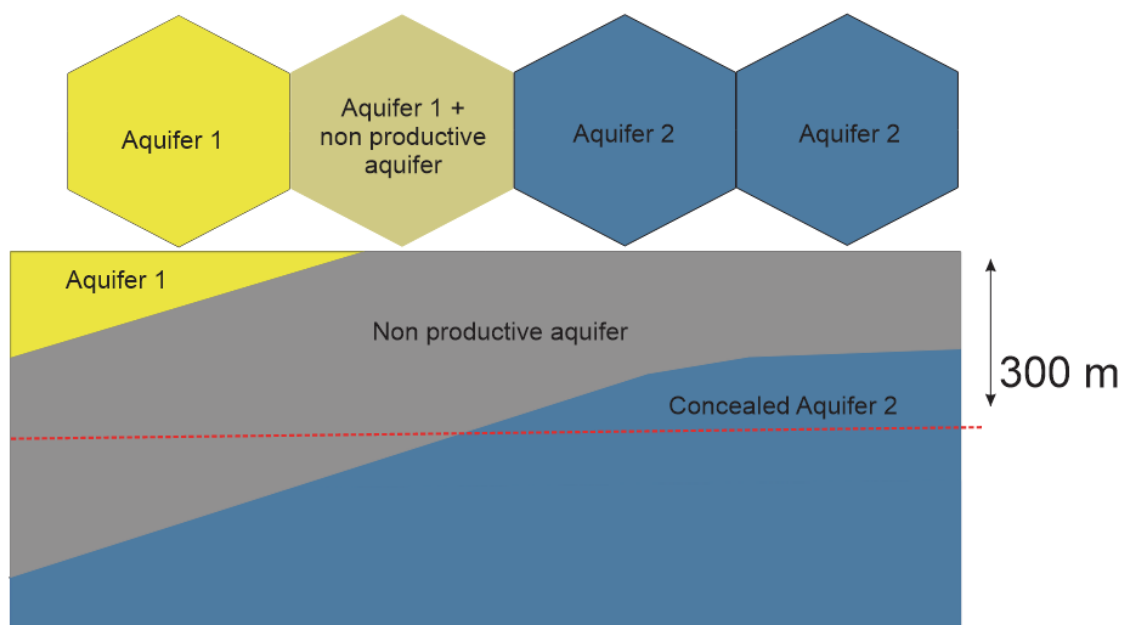 Aquifer 1
Aquifer 1 +
non productive
aquifer
Aquifer 2
Aquifer 2
Aquifer 1
Non productive aquifer
300 m
Concealed Aquifer 2